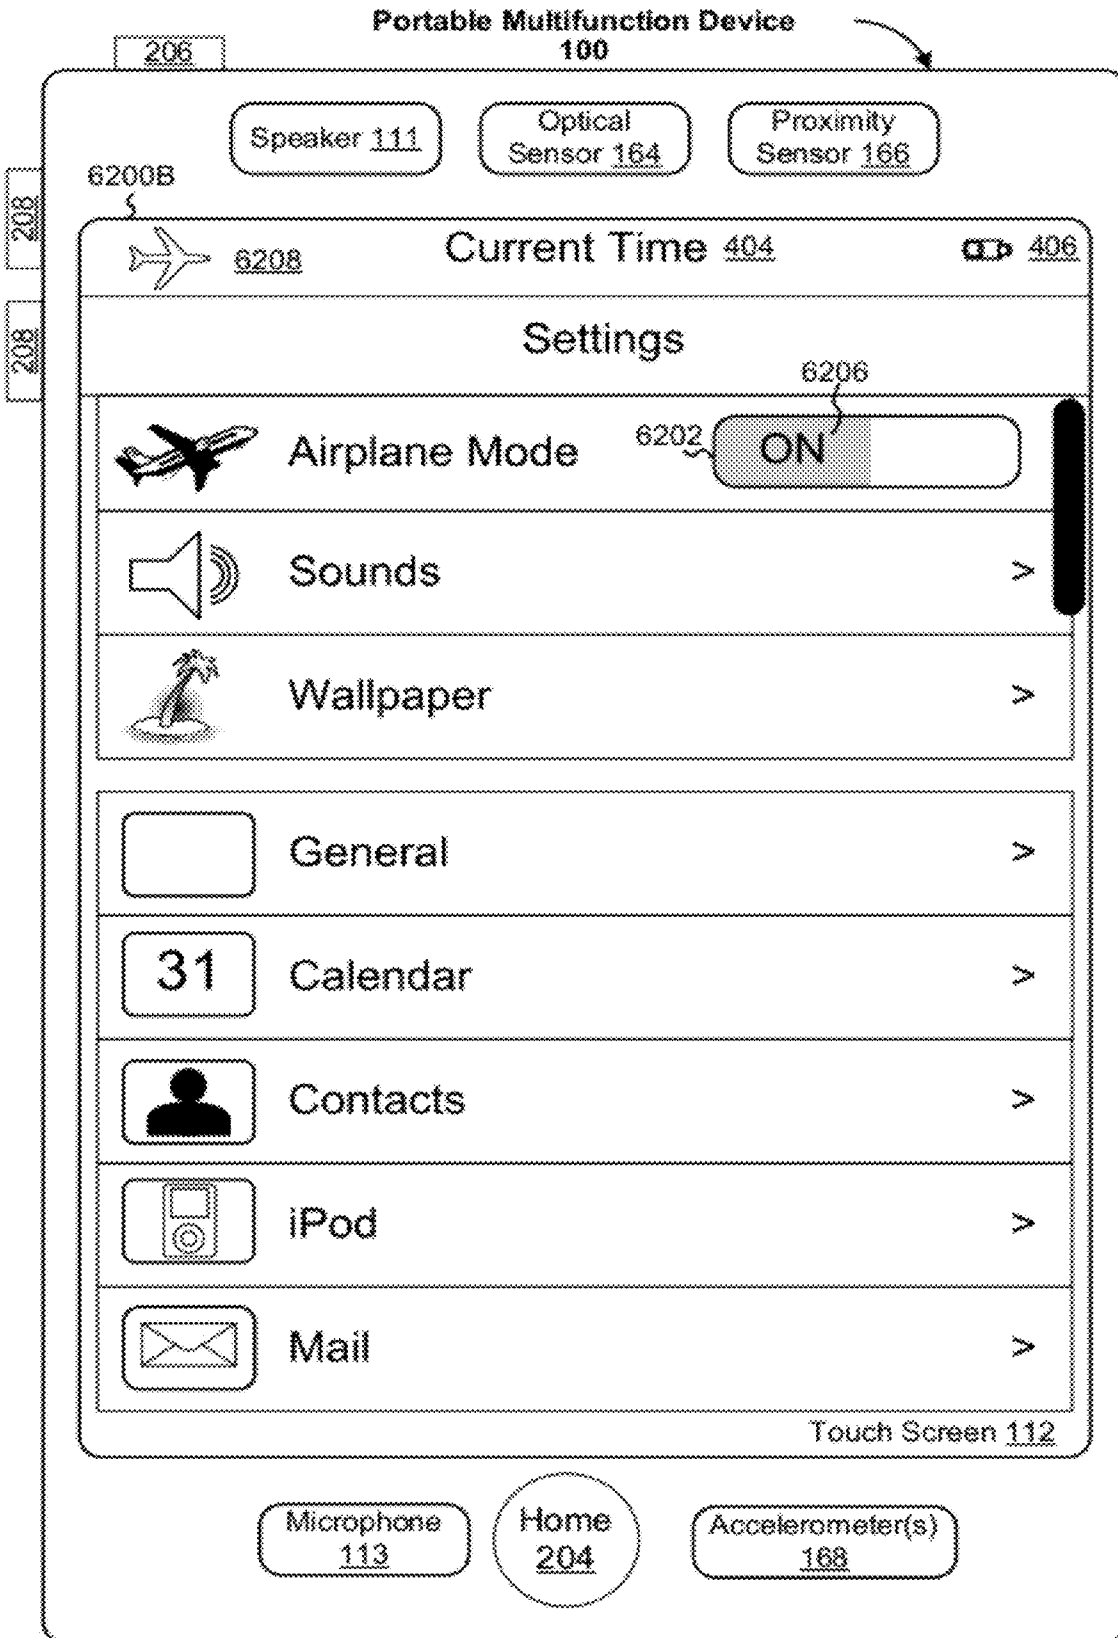 Portable Multifunction Device
100
206
Speaker 111
Optical
Sensor 164
Proximity
Sensor 166
6200B
208
208
6208
Current Time 404
406
Settings
6206
Airplane Mode
6202
ON
Sounds
>
Wallpaper
>
General
>
31
Calendar
>
Contacts
>
iPod
>
Mail
>
Touch Screen 112
Microphone
113
Home
204
Accelerometer(s)
168